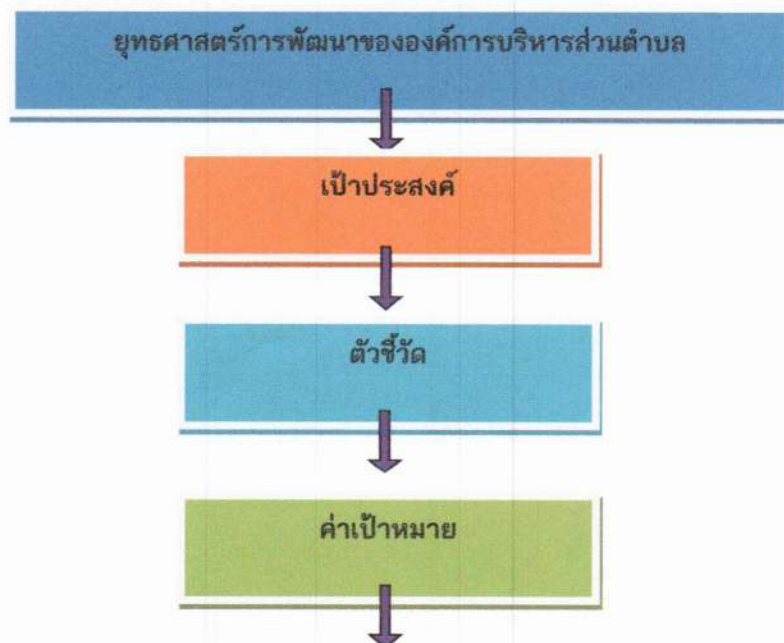 ยุทธศาสตร์การพัฒนาขององค์การบริหารส่วนตำบล
เป้าประสงค์
ตัวชี้วัด
ค่าเป้าหมาย